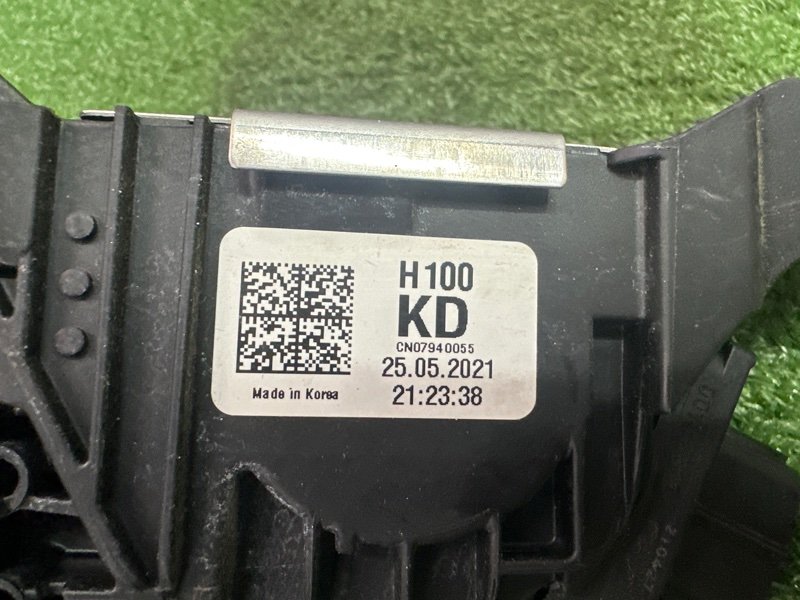 H100
KD
CN07940055
25.05.2021
21:23:38
Made in Korea